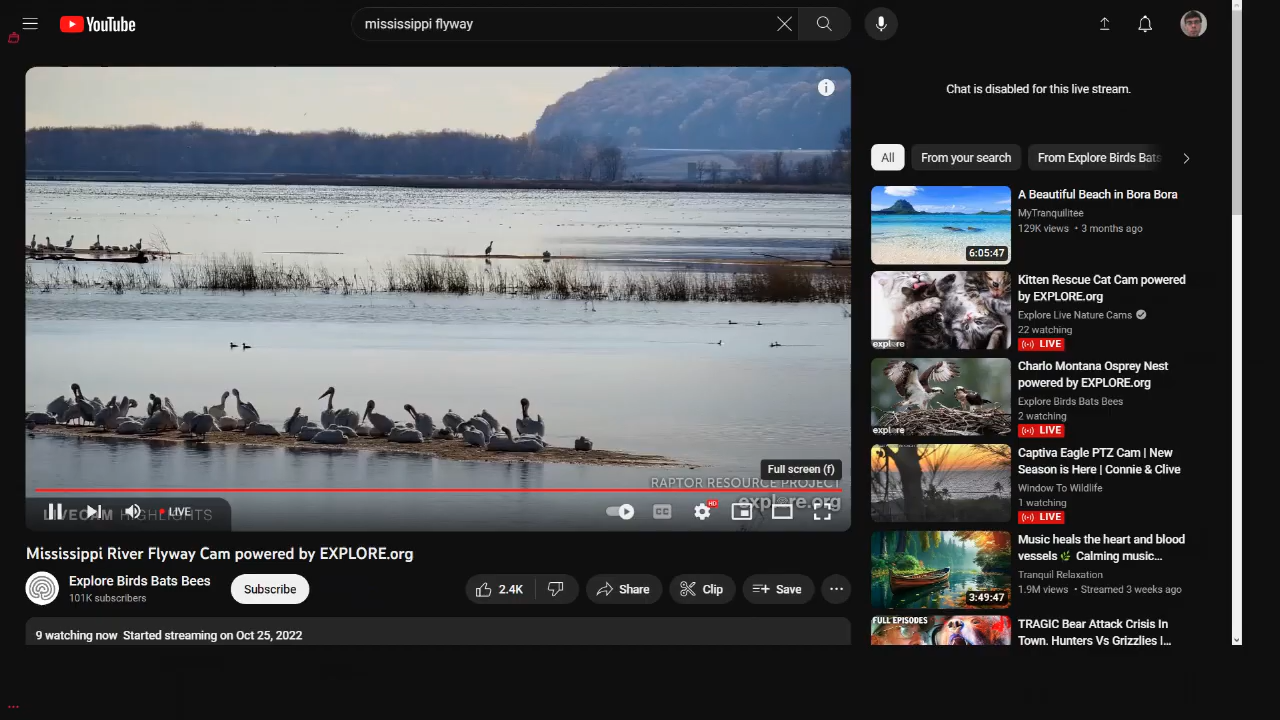 YouTube
mississippi flyway
Chat is disabled for this live stream.
All
From your search
From Explore Birds Bats
A Beautiful Beach in Bora Bora
MyTranquilitee
129K views • 3 months ago
6:05:47
Kitten Rescue Cat Cam powered
by EXPLORE.org
Explore Live Nature Cams
22 watching
LIVE
explore
Charlo Montana Osprey Nest
powered by EXPLORE.org
Explore Birds Bats Bees
2 watching
LIVE
explore
Captiva Eagle PTZ Cam | New
Season is Here | Connie & Clive
Window To Wildlife
1 watching
LIVE
Music heals the heart and blood
vessels 🌿 Calming music...
Tranquil Relaxation
1.9M views • Streamed 3 weeks ago
3:49:47
FULL EPISODES
TRAGIC Bear Attack Crisis In
Town. Hunters Vs Grizzlies |...
Full screen (f)
RAPTOR RESOURCE PROJECT
explore.org
LIVECAM HIGHLIGHTS
LIVE
CC
HD
Mississippi River Flyway Cam powered by EXPLORE.org
Explore Birds Bats Bees
101K subscribers
Subscribe
2.4K
Share
Clip
Save
9 watching now Started streaming on Oct 25, 2022